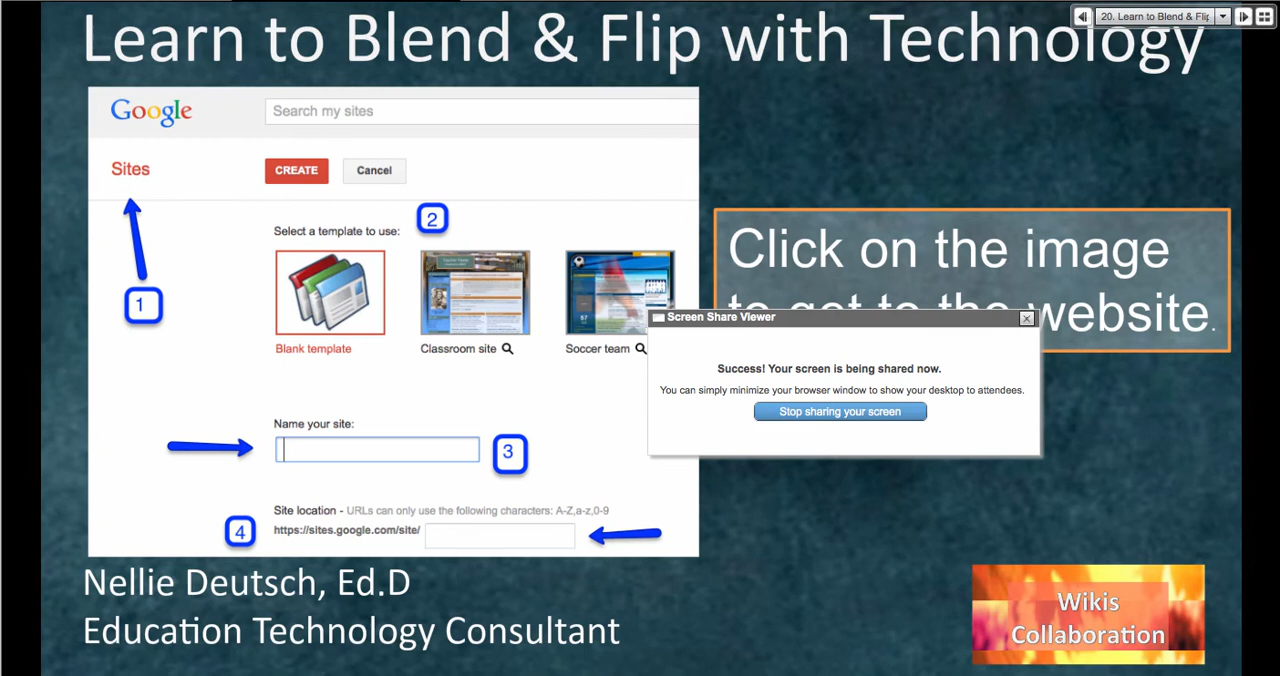 20. Learn to Blend & Flip
Learn to Blend & Flip with Technology
Google
Search my sites
Sites
CREATE
Cancel
2
Select a template to use:
1
Blank template
Classroom site
Soccer team
Click on the image
to get to the website.
Screen Share Viewer
Success! Your screen is being shared now.
You can simply minimize your browser window to show your desktop to attendees.
Stop sharing your screen
Name your site:
3
Site location - URLs can only use the following characters: A-Z,a-z,0-9
4
https://sites.google.com/site/
Nellie Deutsch, Ed.D
Education Technology Consultant
Wikis
Collaboration